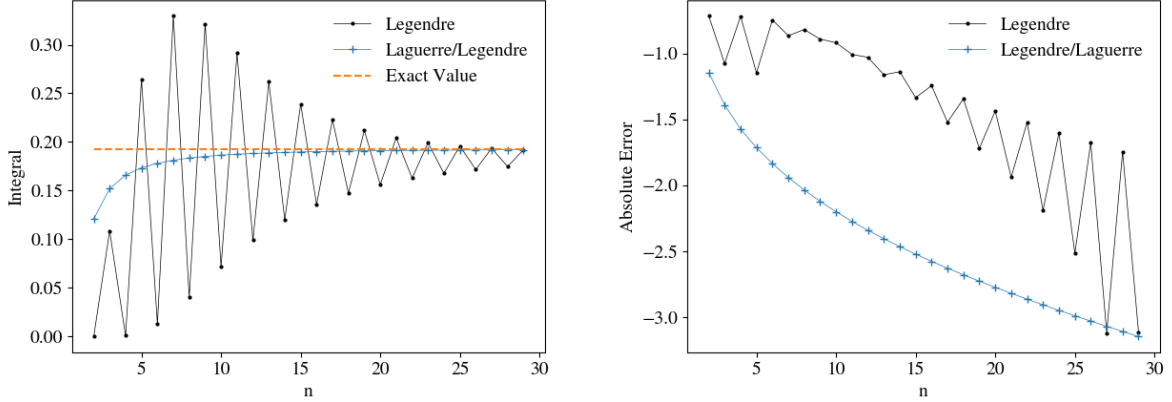 Integral
0.30
0.25
0.20
0.15
0.10
0.05
0.00
Legendre
Laguerre/Legendre
Exact Value
5
10
15
20
25
30
n
Absolute Error
−1.0
−1.5
−2.0
−2.5
−3.0
Legendre
Legendre/Laguerre
5
10
15
20
25
30
n